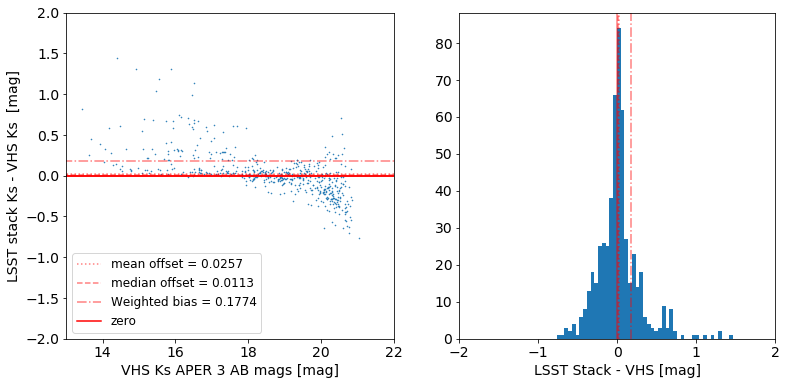 2.0
1.5
1.0
0.5
0.0
−0.5
−1.0
−1.5
−2.0
LSST stack Ks - VHS Ks  [mag]
mean offset = 0.0257
median offset = 0.0113
Weighted bias = 0.1774
zero
14 16 18 20 22
VHS Ks APER 3 AB mags [mag]
80
70
60
50
40
30
20
10
0
−2 −1 0 1 2
LSST Stack - VHS [mag]